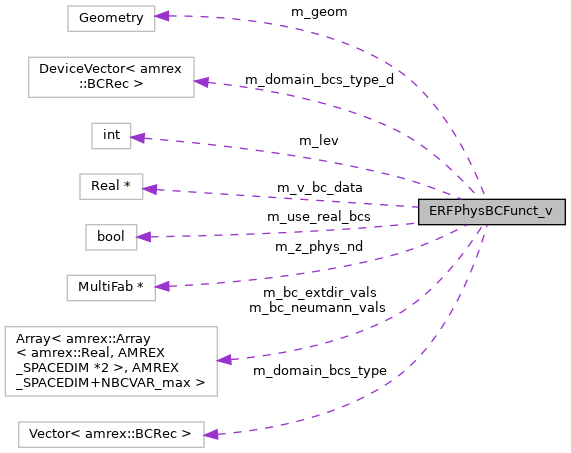 Geometry
m_geom
DeviceVector< amrex
::BCRec >
m_domain_bcs_type_d
int
m_lev
Real *
m_v_bc_data
ERFPhysBCFunct_v
bool
m_use_real_bcs
m_z_phys_nd
MultiFab *
m_bc_extdir_vals
m_bc_neumann_vals
Array< amrex::Array
< amrex::Real, AMREX
_SPACEDIM *2 >, AMREX
_SPACEDIM+NBCVAR_max >
m_domain_bcs_type
Vector< amrex::BCRec >